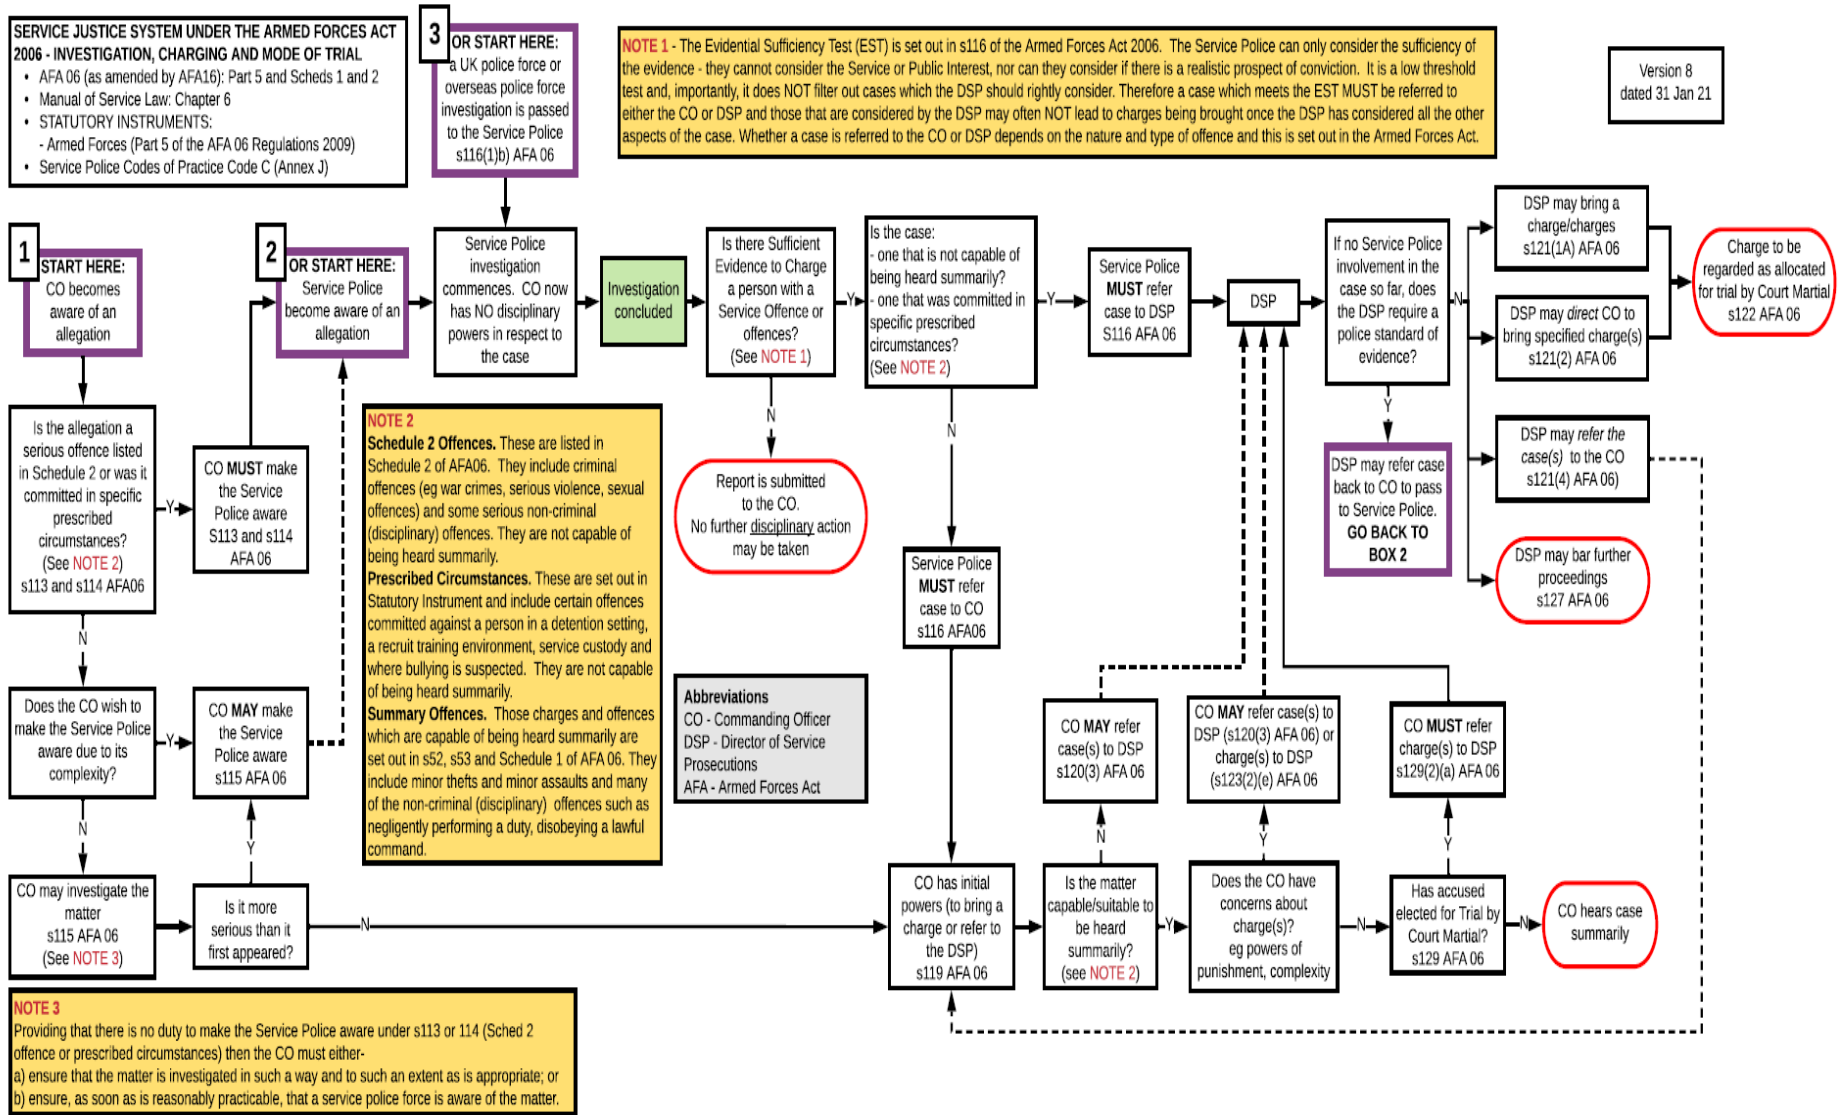 SERVICE JUSTICE SYSTEM UNDER THE ARMED FORCES ACT
2006 - INVESTIGATION, CHARGING AND MODE OF TRIAL
• AFA 06 (as amended by AFA16): Part 5 and Scheds 1 and 2
• Manual of Service Law: Chapter 6
• STATUTORY INSTRUMENTS:
- Armed Forces (Part 5 of the AFA 06 Regulations 2009)
• Service Police Codes of Practice Code C (Annex J)
3
OR START HERE:
a UK police force or
overseas police force
investigation is passed
to the Service Police
s116(1)b) AFA 06
NOTE 1 - The Evidential Sufficiency Test (EST) is set out in s116 of the Armed Forces Act 2006. The Service Police can only consider the sufficiency of
the evidence - they cannot consider the Service or Public Interest, nor can they consider if there is a realistic prospect of conviction. It is a low threshold
test and, importantly, it does NOT filter out cases which the DSP should rightly consider. Therefore a case which meets the EST MUST be referred to
either the CO or DSP and those that are considered by the DSP may often NOT lead to charges being brought once the DSP has considered all the other
aspects of the case. Whether a case is referred to the CO or DSP depends on the nature and type of offence and this is set out in the Armed Forces Act.
Version 8
dated 31 Jan 21
1
START HERE:
CO becomes
aware of an
allegation
2
OR START HERE:
Service Police
become aware of an
allegation
Service Police
investigation
commences. CO now
has NO disciplinary
powers in respect to
the case
Investigation
concluded
Is there Sufficient
Evidence to Charge
a person with a
Service Offence or
offences?
(See NOTE 1)
Y
Is the case:
- one that is not capable of
being heard summarily?
- one that was committed in
specific prescribed
circumstances?
(See NOTE 2)
Y
Service Police
MUST refer
case to DSP
S116 AFA 06
DSP
If no Service Police
involvement in the
case so far, does
the DSP require a
police standard of
evidence?
N
DSP may bring a
charge/charges
s121(1A) AFA 06
DSP may direct CO to
bring specified charge(s)
s121(2) AFA 06
Charge to be
regarded as allocated
for trial by Court Martial
s122 AFA 06
DSP may refer the
case(s) to the CO
s121(4) AFA 06)
DSP may bar further
proceedings
s127 AFA 06
Y
DSP may refer case
back to CO to pass
to Service Police.
GO BACK TO
BOX 2
Is the allegation a
serious offence listed
in Schedule 2 or was it
committed in specific
prescribed
circumstances?
(See NOTE 2)
s113 and s114 AFA06
Y
CO MUST make
the Service
Police aware
S113 and s114
AFA 06
NOTE 2
Schedule 2 Offences. These are listed in
Schedule 2 of AFA06. They include criminal
offences (eg war crimes, serious violence, sexual
offences) and some serious non-criminal
(disciplinary) offences. They are not capable of
being heard summarily.
Prescribed Circumstances. These are set out in
Statutory Instrument and include certain offences
committed against a person in a detention setting,
a recruit training environment, service custody and
where bullying is suspected. They are not capable
of being heard summarily.
Summary Offences. Those charges and offences
which are capable of being heard summarily are
set out in s52, s53 and Schedule 1 of AFA 06. They
include minor thefts and minor assaults and many
of the non-criminal (disciplinary) offences such as
negligently performing a duty, disobeying a lawful
command.
N
Report is submitted
to the CO.
No further disciplinary action
may be taken
N
Service Police
MUST refer
case to CO
s116 AFA06
N
Does the CO wish to
make the Service Police
aware due to its
complexity?
Y
CO MAY make
the Service
Police aware
s115 AFA 06
Abbreviations
CO - Commanding Officer
DSP - Director of Service
Prosecutions
AFA - Armed Forces Act
CO MAY refer
case(s) to DSP
s120(3) AFA 06
CO MAY refer case(s) to
DSP (s120(3) AFA 06) or
charge(s) to DSP
(s123(2)(e) AFA 06
CO MUST refer
charge(s) to DSP
s129(2)(a) AFA 06
N
Y
N
Y
Y
CO may investigate the
matter
s115 AFA 06
(See NOTE 3)
Is it more
serious than it
first appeared?
N
CO has initial
powers (to bring a
charge or refer to
the DSP)
s119 AFA 06
Is the matter
capable/suitable to
be heard
summarily?
(see NOTE 2)
Y
Does the CO have
concerns about
charge(s)?
eg powers of
punishment, complexity
N
Has accused
elected for Trial by
Court Martial?
s129 AFA 06
N
CO hears case
summarily
NOTE 3
Providing that there is no duty to make the Service Police aware under s113 or 114 (Sched 2
offence or prescribed circumstances) then the CO must either-
a) ensure that the matter is investigated in such a way and to such an extent as is appropriate; or
b) ensure, as soon as is reasonably practicable, that a service police force is aware of the matter.